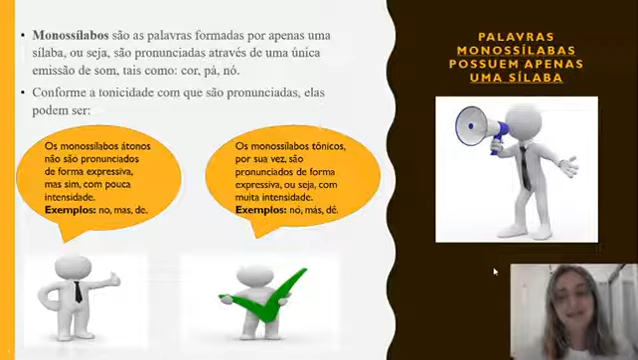 Monossílabos são as palavras formadas por apenas uma
sílaba, ou seja, são pronunciadas através de uma única
emissão de som, tais como: cor, pá, nó.
Conforme a tonicidade com que são pronunciadas, elas
podem ser:
Os monossílabos átonos
não são pronunciados
de forma expressiva,
mas sim, com pouca
intensidade.
Exemplos: no, mas, de.
Os monossílabos tônicos,
por sua vez, são
pronunciados de forma
expressiva, ou seja, com
muita intensidade.
Exemplos: nó, más, dê.
PALAVRAS
MONOSSÍLABAS
POSSUEM APENAS
UMA SÍLABA